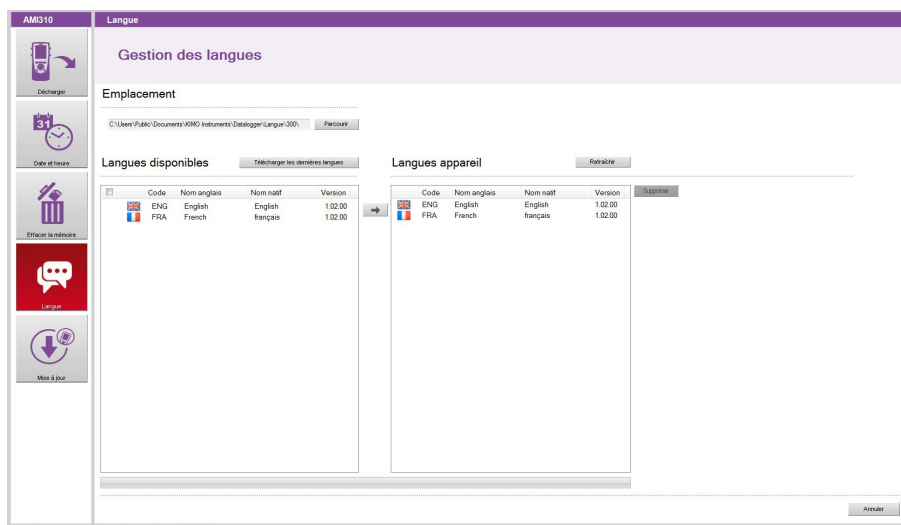 AMI310
Langue
Gestion des langues
Décharger
Date et heure
Effacer la mémoire
Langue
Mise à jour
Emplacement
C:\Users\Public\Documents\KIMO Instruments\Datalogger\Langue\300\ Parcourir
Langues disponibles Télécharger les dernières langues
Code Nom anglais Nom natif Version
ENG English English 1.02.00
FRA French français 1.02.00
Langues appareil Rafraîchir
Code Nom anglais Nom natif Version
ENG English English 1.02.00
FRA French français 1.02.00
Supprimer
31
Annuler